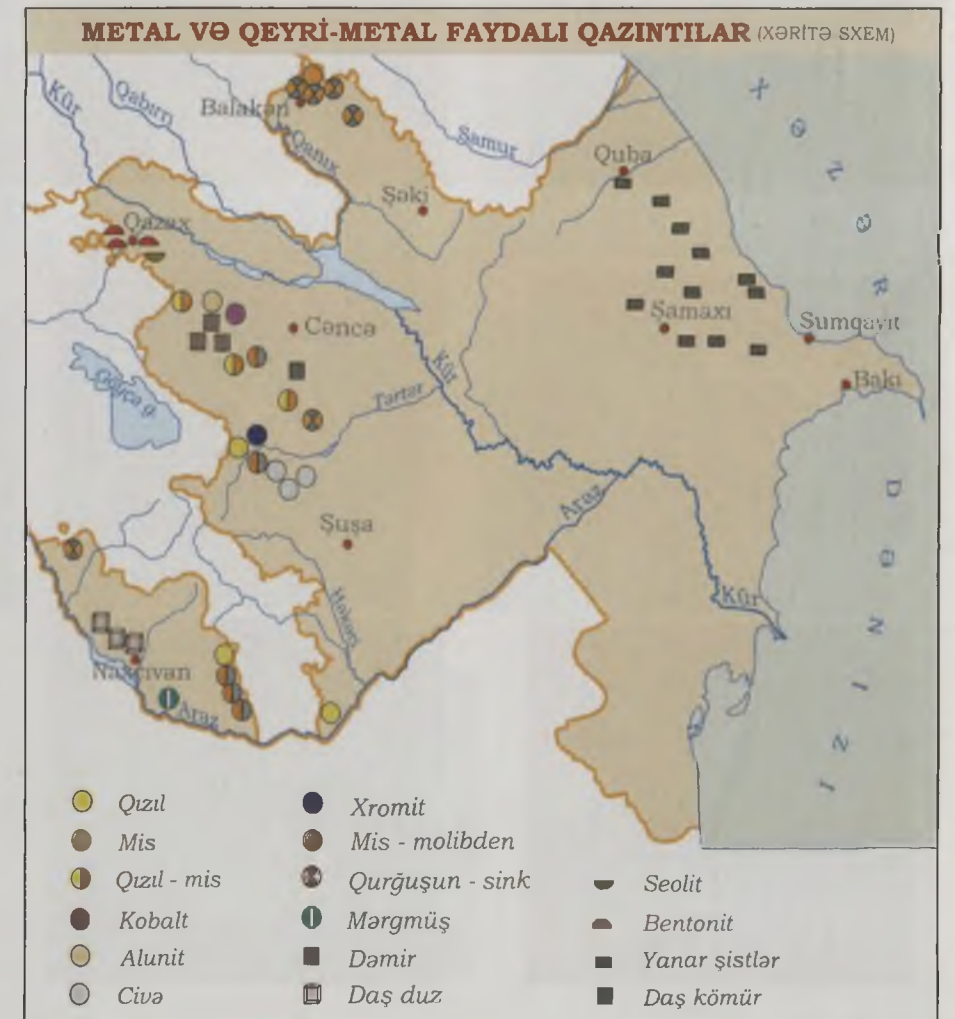 METAL VƏ QEYRİ-METAL FAYDALI QAZINTILAR (XƏRİTƏ SXEM)
Kür
Qabırrı
Balakən
Qanıx
Samur
Quba
Şəki
Qazax
X Ə Z Ə R
D Ə N İ Z İ
Gəncə
Şamaxı
Sumqayıt
Bakı
Göyçə g.
Kür
Tərtər
Araz
Şuşa
Həkəri
Kür
Naxçıvan
Araz
Qızıl
Mis
Qızıl - mis
Kobalt
Alunit
Civə
Xromit
Mis - molibden
Qurğuşun - sink
Mərgmüş
Dəmir
Daş duz
Seolit
Bentonit
Yanar şistlər
Daş kömür